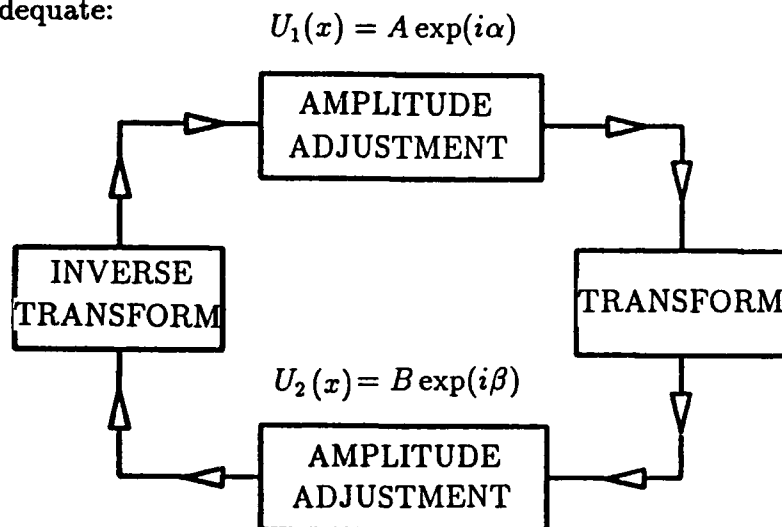 dequate:
U₁(x) = A exp(iα)
AMPLITUDE
ADJUSTMENT
INVERSE
TRANSFORM
TRANSFORM
U₂(x) = B exp(iβ)
AMPLITUDE
ADJUSTMENT